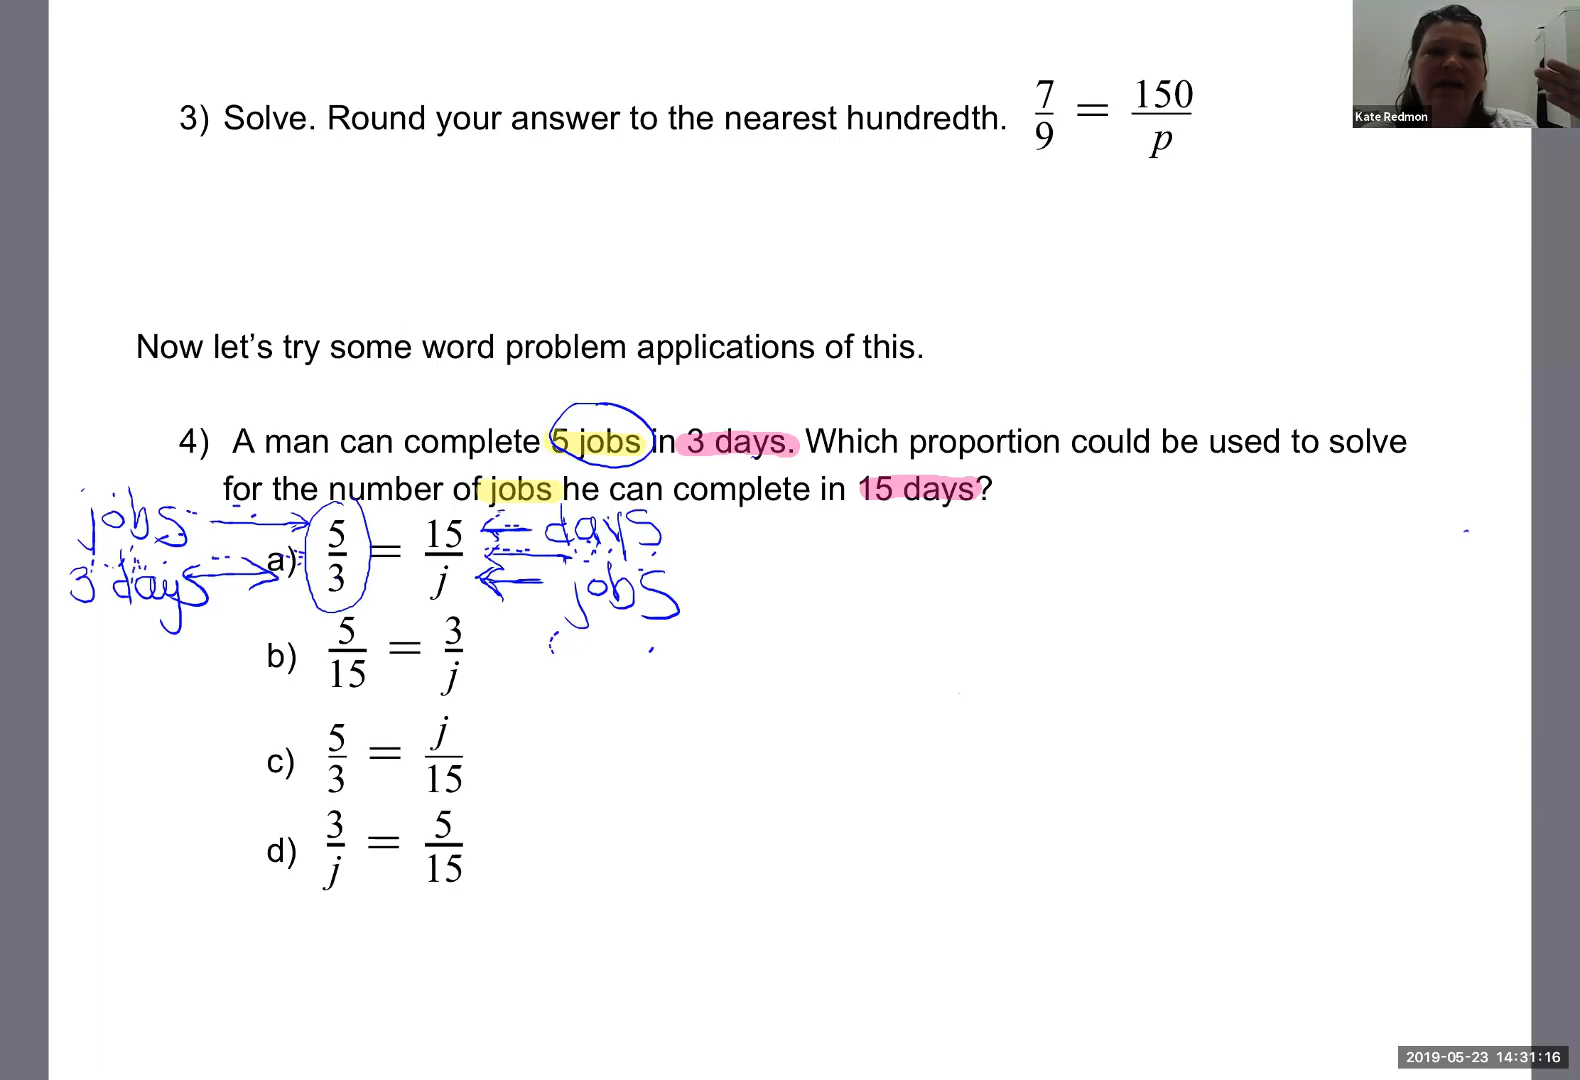 3) Solve. Round your answer to the nearest hundredth. 7/9 = 150/p
Kate Redmon
Now let’s try some word problem applications of this.
4) A man can complete 5 jobs in 3 days. Which proportion could be used to solve
for the number of jobs he can complete in 15 days?
jobs
3 days
a) 5/3 = 15/j
days
jobs
b) 5/15 = 3/j
c) 5/3 = j/15
d) 3/j = 5/15
2019-05-23 14:31:16